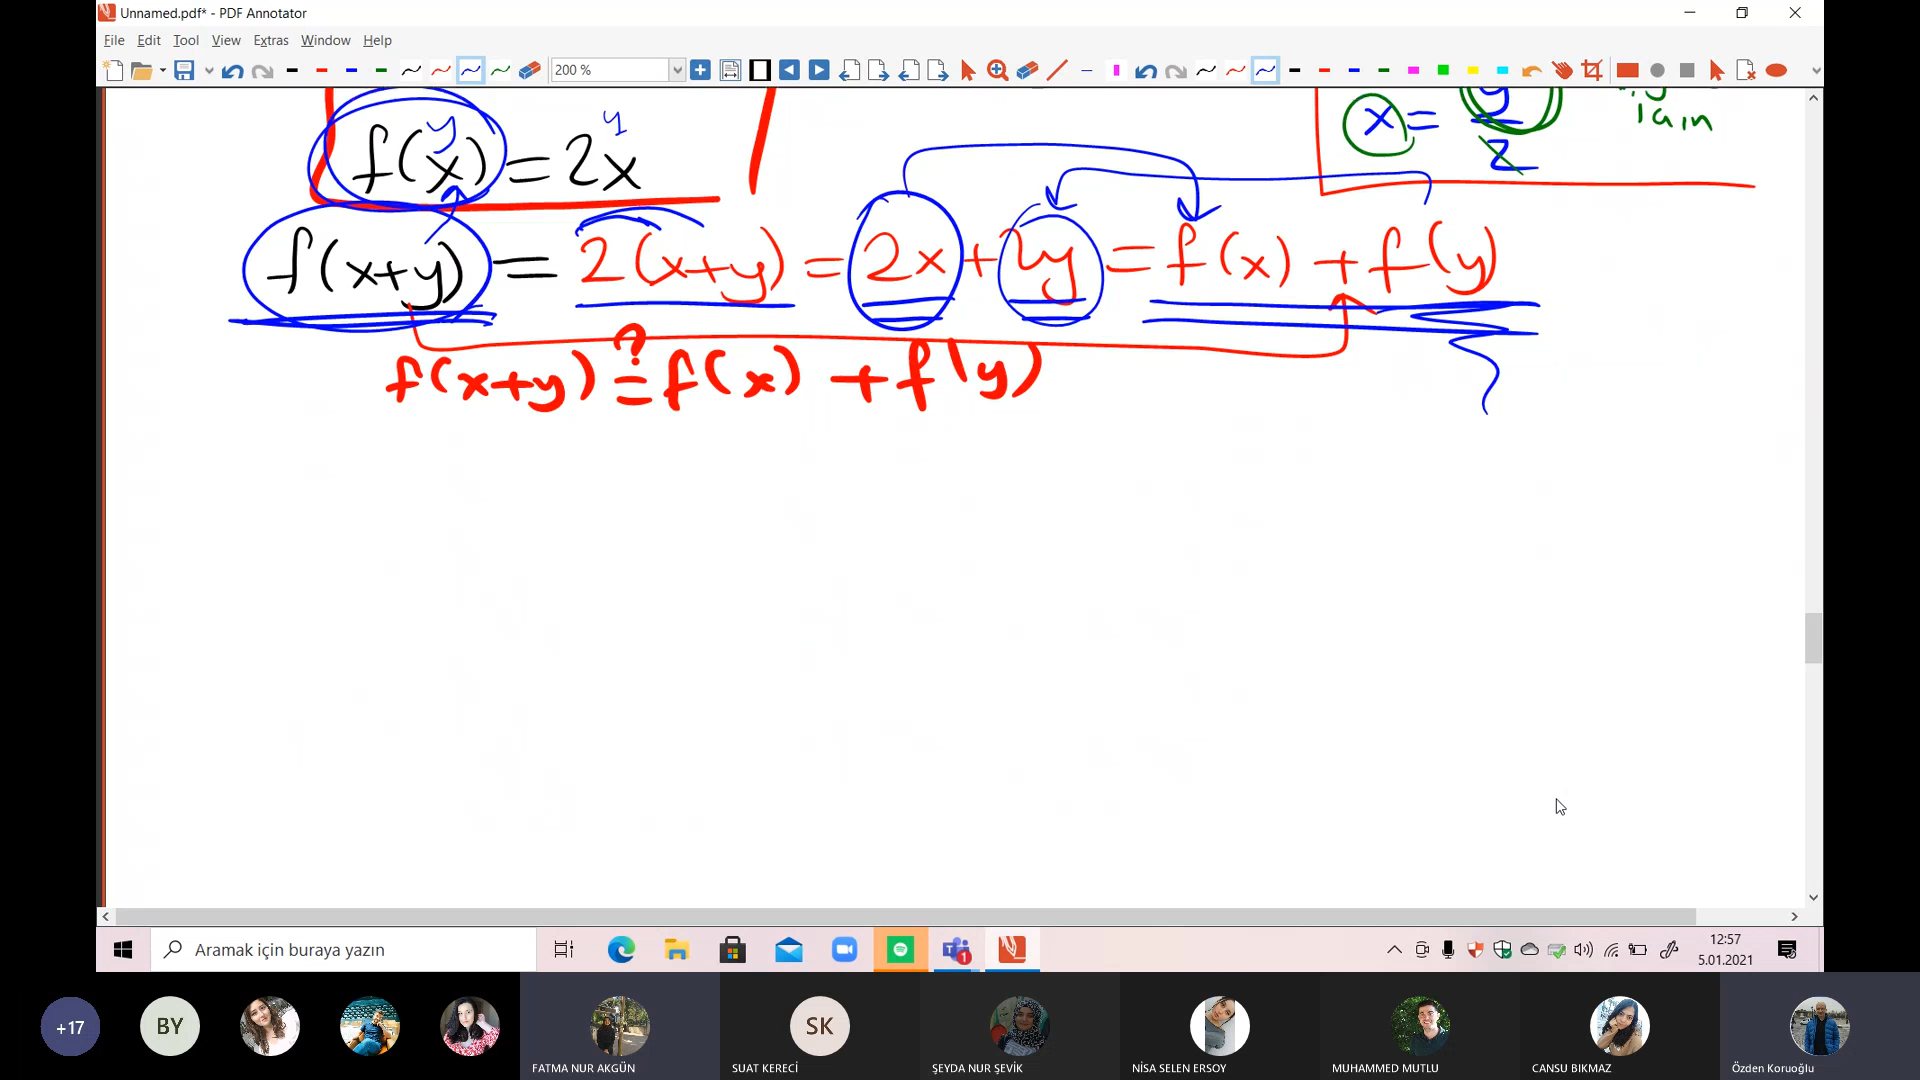 Unnamed.pdf* - PDF Annotator
File Edit Tool View Extras Window Help
200 %
y y
f(x) = 2x
x = y/2
için
f(x+y) = 2(x+y) = 2x + 2y = f(x) + f(y)
?
f(x+y) = f(x) + f(y)
Aramak için buraya yazın
1
12:57
5.01.2021
+17
BY
SK
FATMA NUR AKGÜN
SUAT KERECİ
ŞEYDA NUR ŞEVİK
NİSA SELEN ERSOY
MUHAMMED MUTLU
CANSU BIKMAZ
Özden Koruoğlu